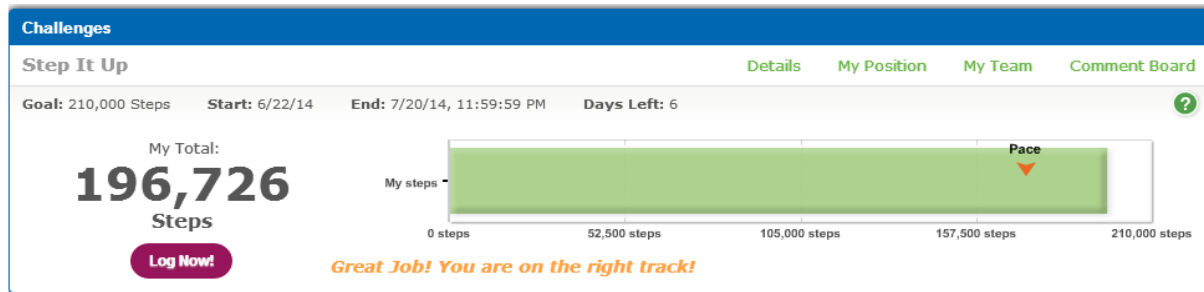 Challenges
Step It Up Details My Position My Team Comment Board
Goal: 210,000 Steps Start: 6/22/14 End: 7/20/14, 11:59:59 PM Days Left: 6 ?
My Total:
196,726
Steps
Log Now!
Pace
My steps
0 steps 52,500 steps 105,000 steps 157,500 steps 210,000 steps
Great Job! You are on the right track!